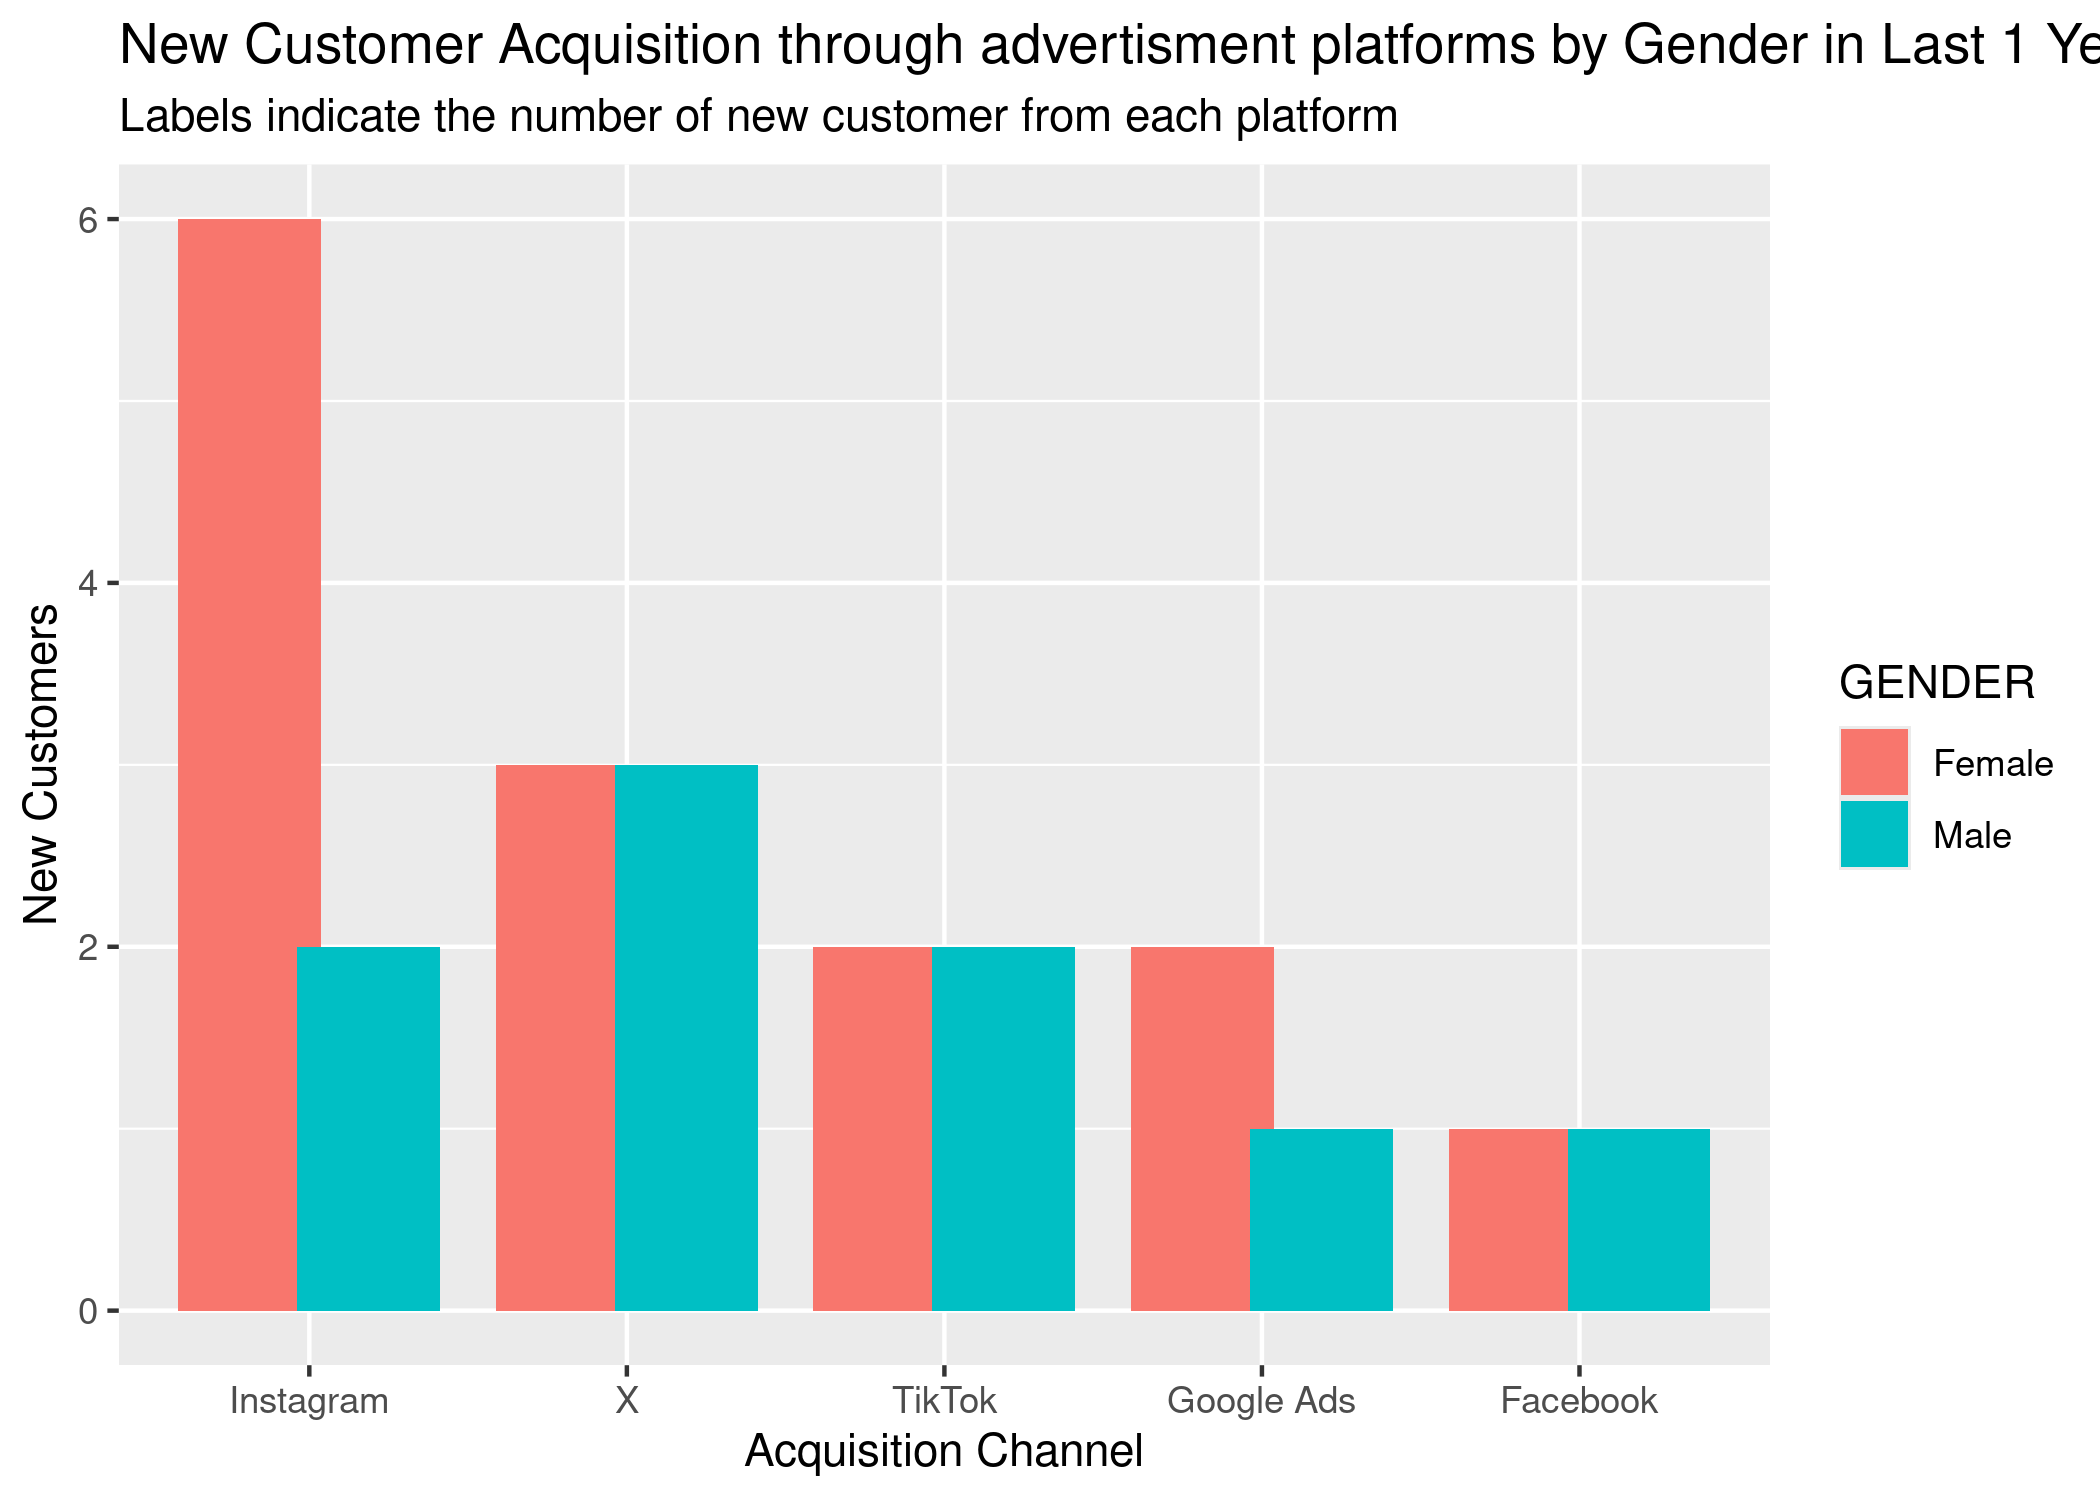 New Customer Acquisition through advertisment platforms by Gender in Last 1 Ye
Labels indicate the number of new customer from each platform
New Customers
6
4
2
0
Instagram X TikTok Google Ads Facebook
Acquisition Channel
GENDER
Female
Male